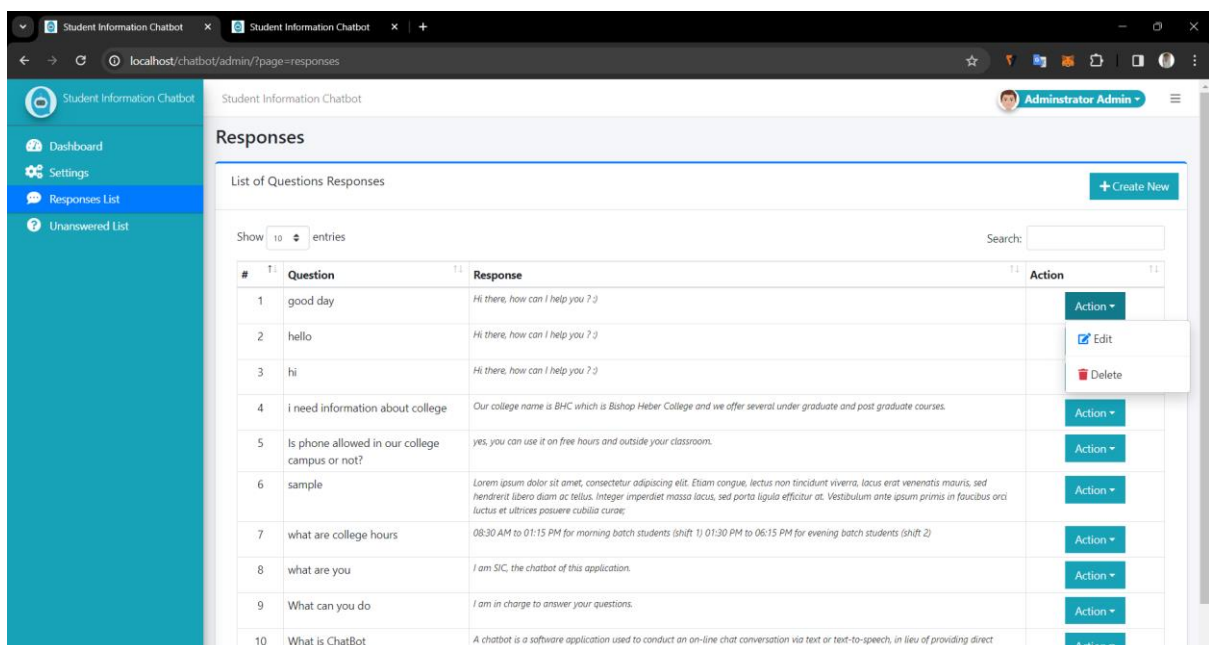 Student Information Chatbot
Student Information Chatbot
localhost/chatbot/admin/?page=responses
Student Information Chatbot
Student Information Chatbot
Adminstrator Admin
Dashboard
Settings
Responses List
Unanswered List
Responses
List of Questions Responses
Create New
Show 10 entries
Search:
# Question Response Action
1 good day Hi there, how can I help you ? :) Action
2 hello Hi there, how can I help you ? :)
Edit
3 hi Hi there, how can I help you ? :)
Delete
4 i need information about college Our college name is BHC which is Bishop Heber College and we offer several under graduate and post graduate courses. Action
5 Is phone allowed in our college yes, you can use it on free hours and outside your classroom. Action
campus or not?
6 sample Lorem ipsum dolor sit amet, consectetur adipiscing elit. Etiam congue, lectus non tincidunt viverra, lacus erat venenatis mauris, sed
hendrerit libero diam ac tellus. Integer imperdiet massa lacus, sed porta ligula efficitur at. Vestibulum ante ipsum primis in faucibus orci
luctus et ultrices posuere cubilia curae; Action
7 what are college hours 08:30 AM to 01:15 PM for morning batch students (shift 1) 01:30 PM to 06:15 PM for evening batch students (shift 2) Action
8 what are you I am SIC, the chatbot of this application. Action
9 What can you do I am in charge to answer your questions. Action
10 What is ChatBot A chatbot is a software application used to conduct an on-line chat conversation via text or text-to-speech, in lieu of providing direct Action